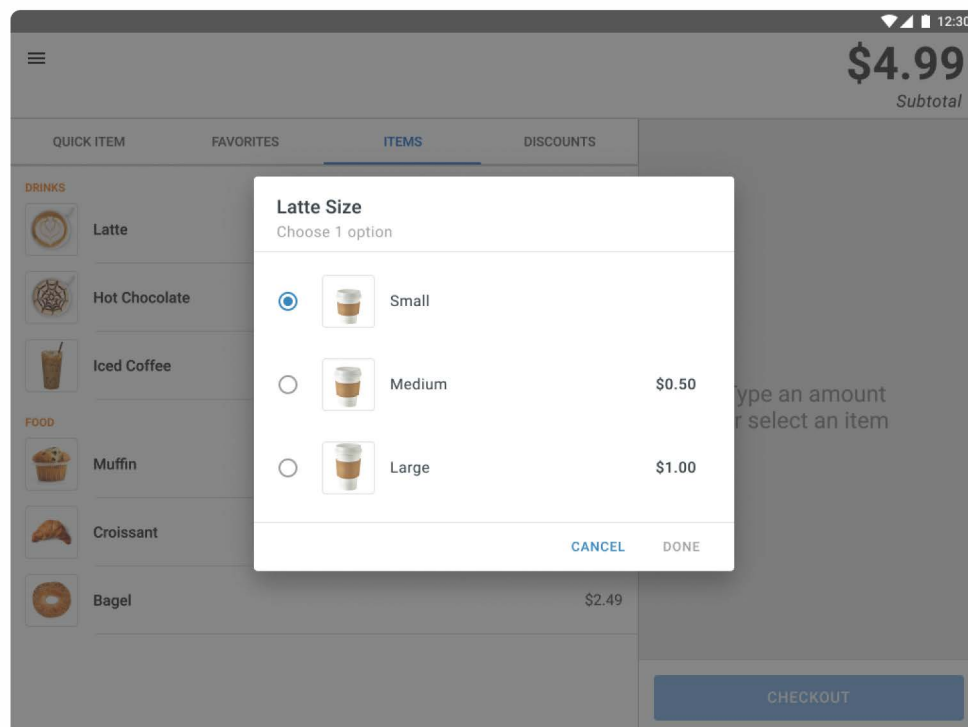 12:30
$4.99
Subtotal
QUICK ITEM FAVORITES ITEMS DISCOUNTS
DRINKS
Latte
Hot Chocolate
Iced Coffee
FOOD
Muffin
Croissant
Bagel $2.49
Latte Size
Choose 1 option
Small
Medium $0.50
Large $1.00
CANCEL DONE
an amount
select an item
CHECKOUT